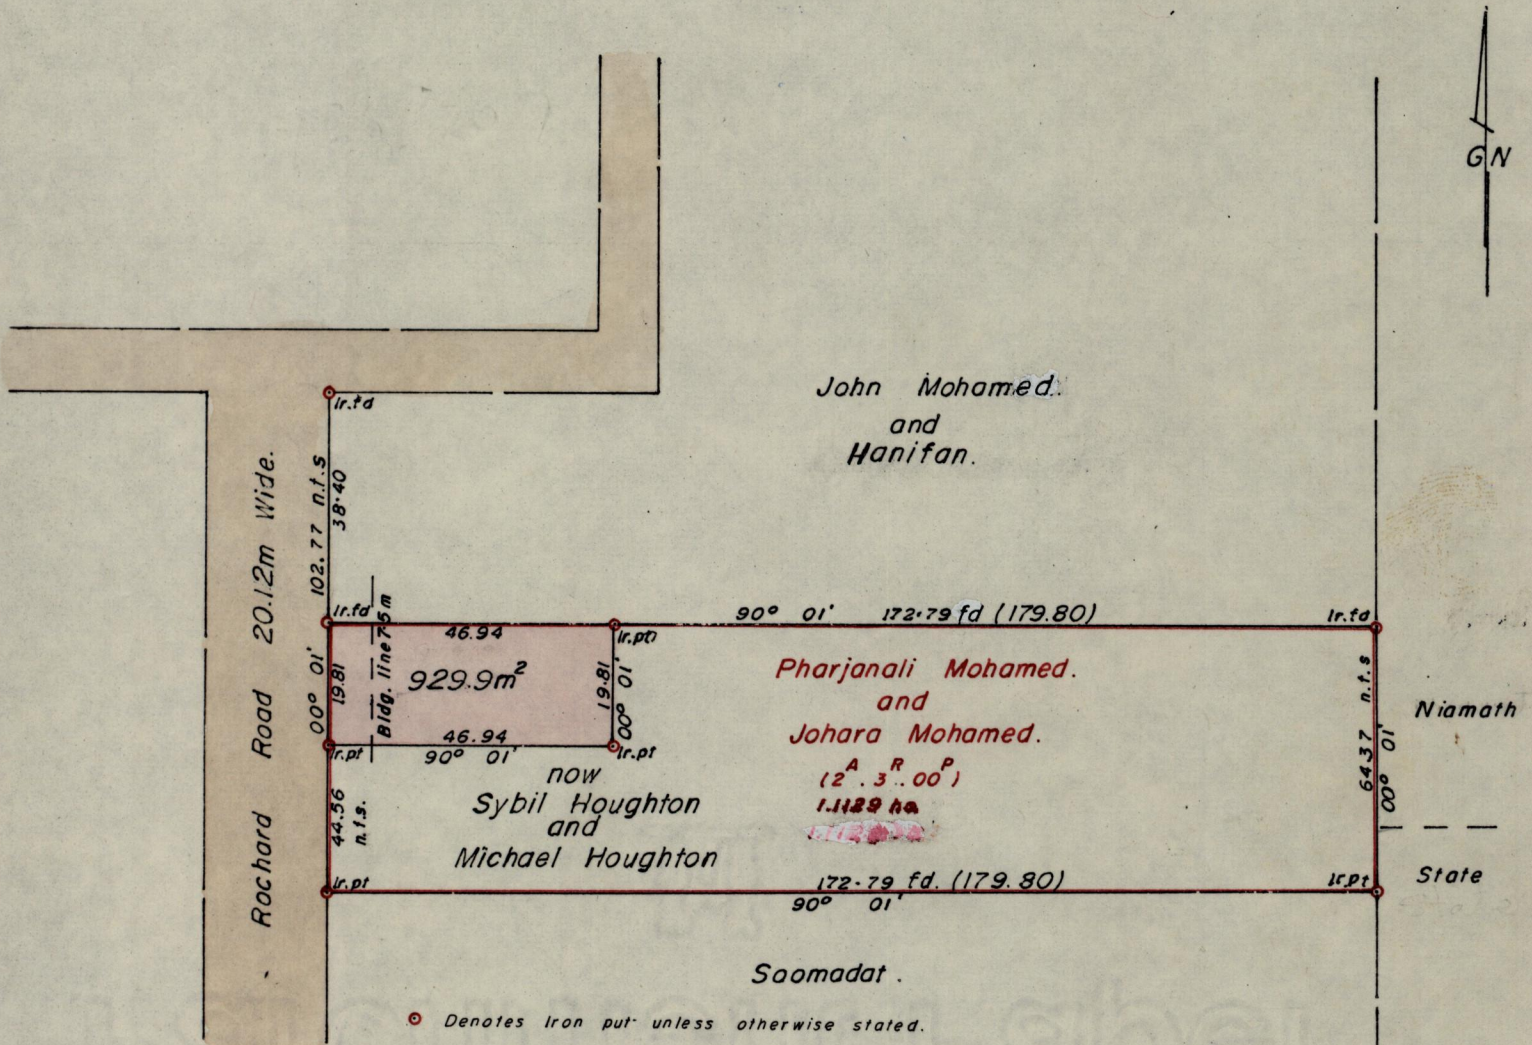 GN
John Mohamed.
and
Hanifan.
Ir.fd
102.77 n.t.s
38.40
Rochard Road 20.12m Wide.
Ir.fd
Bldg. line 7.5m
46.94
Ir.pt
90° 01' 172.79 fd (179.80)
Ir.fd
00° 01'
19.81
929.9m²
19.81
00° 01'
46.94
90° 01'
Ir.pt
Ir.pt
Pharjanali Mohamed.
and
Johara Mohamed.
(2A. 3R.. 00P)
1.1129 ha
64.37 n.t.s
00° 01'
Niamath
State
now
Sybil Houghton
and
Michael Houghton
44.56
n.t.s.
Ir.pt
172.79 fd. (179.80)
90° 01'
Ir.pt
Soomadat.
Denotes Iron put unless otherwise stated.